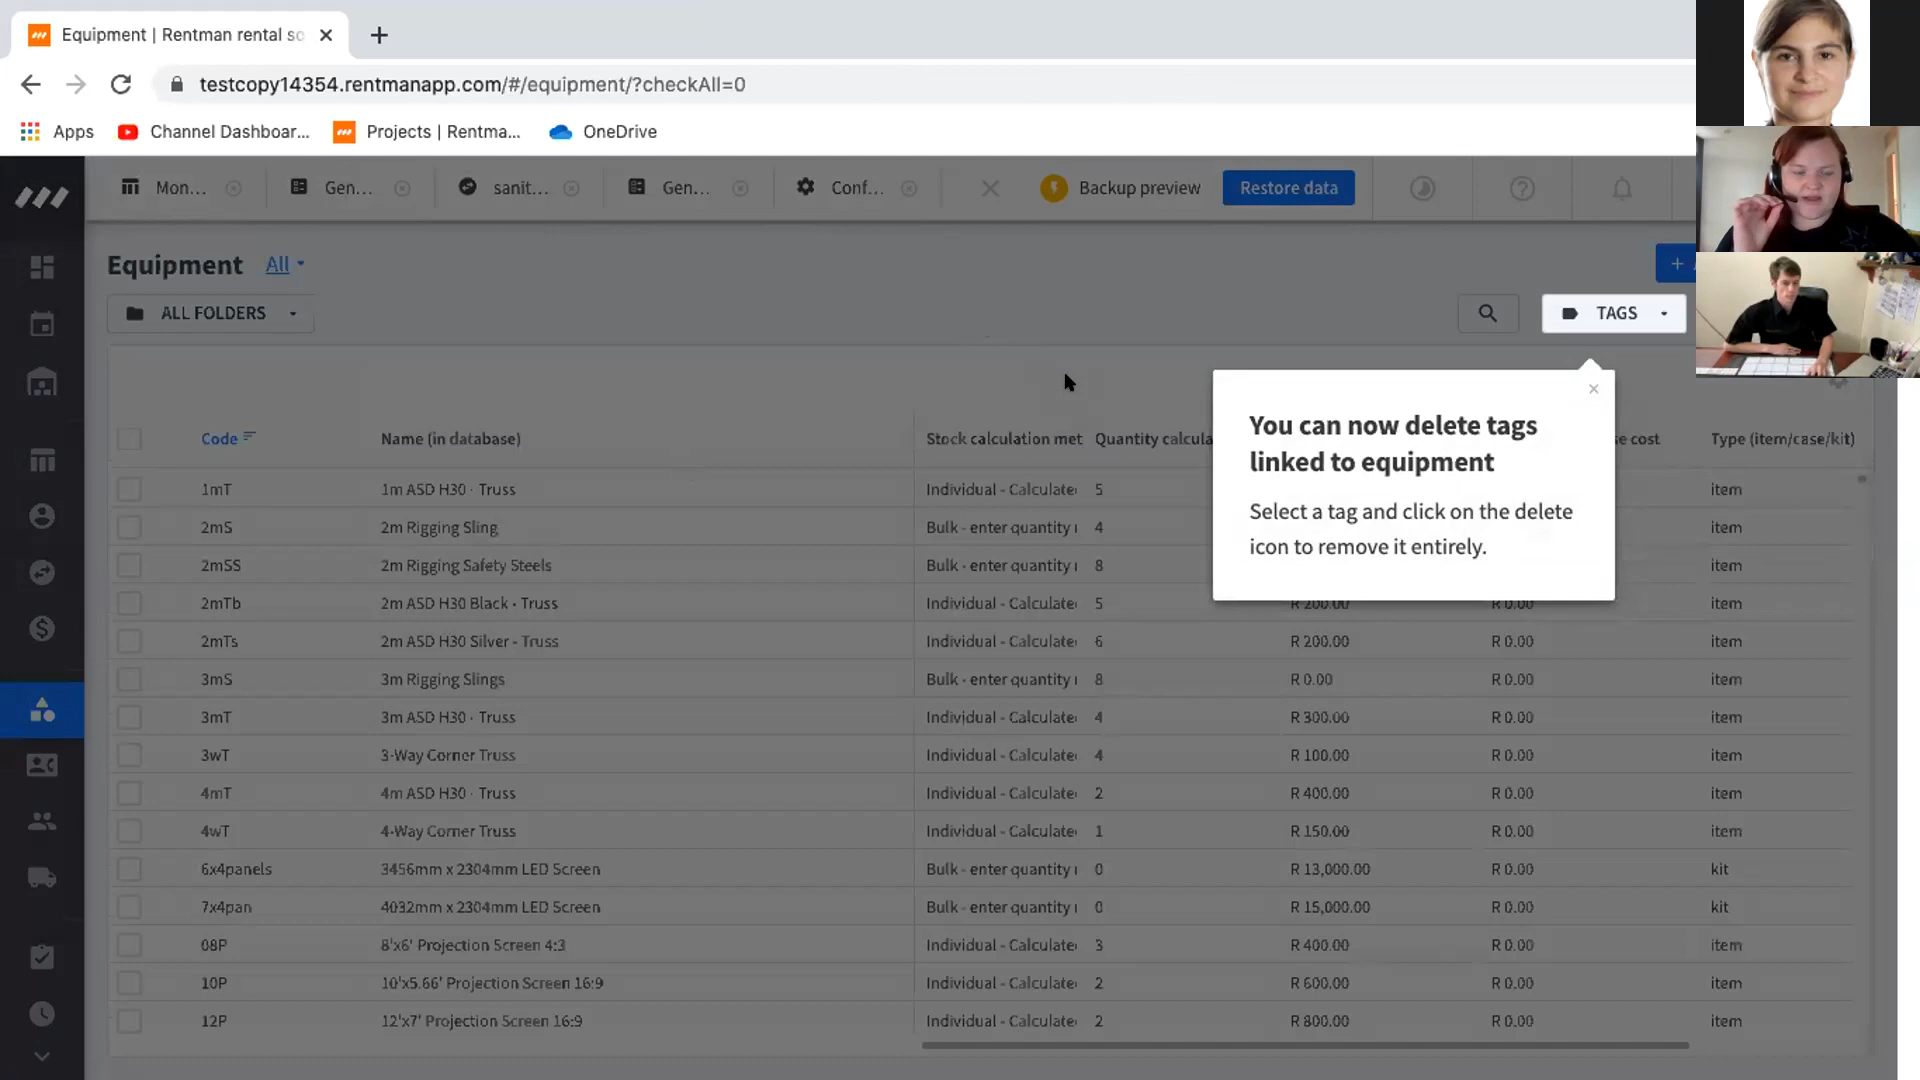 Equipment | Rentman rental so
testcopy14354.rentmanapp.com/#/equipment/?checkAll=0
Apps Channel Dashboar... Projects | Rentma... OneDrive
Mon... Gen... sanit... Gen... Conf... Backup preview Restore data
Equipment All
ALL FOLDERS TAGS
You can now delete tags
linked to equipment
Select a tag and click on the delete
icon to remove it entirely.
Code Name (in database) Stock calculation met Quantity calcula se cost Type (item/case/kit)
1mT 1m ASD H30 - Truss Individual - Calculate 5 item
2mS 2m Rigging Sling Bulk - enter quantity 4 item
2mSS 2m Rigging Safety Steels Bulk - enter quantity 8 item
2mTb 2m ASD H30 Black - Truss Individual - Calculate 5 R 200.00 R 0.00 item
2mTs 2m ASD H30 Silver - Truss Individual - Calculate 6 R 200.00 R 0.00 item
3mS 3m Rigging Slings Bulk - enter quantity 8 R 0.00 R 0.00 item
3mT 3m ASD H30 - Truss Individual - Calculate 4 R 300.00 R 0.00 item
3wT 3-Way Corner Truss Individual - Calculate 4 R 100.00 R 0.00 item
4mT 4m ASD H30 - Truss Individual - Calculate 2 R 400.00 R 0.00 item
4wT 4-Way Corner Truss Individual - Calculate 1 R 150.00 R 0.00 item
6x4panels 3456mm x 2304mm LED Screen Bulk - enter quantity 0 R 13,000.00 R 0.00 kit
7x4pan 4032mm x 2304mm LED Screen Bulk - enter quantity 0 R 15,000.00 R 0.00 kit
08P 8'x6' Projection Screen 4:3 Individual - Calculate 3 R 400.00 R 0.00 item
10P 10'x5.66' Projection Screen 16:9 Individual - Calculate 2 R 600.00 R 0.00 item
12P 12'x7' Projection Screen 16:9 Individual - Calculate 2 R 800.00 R 0.00 item